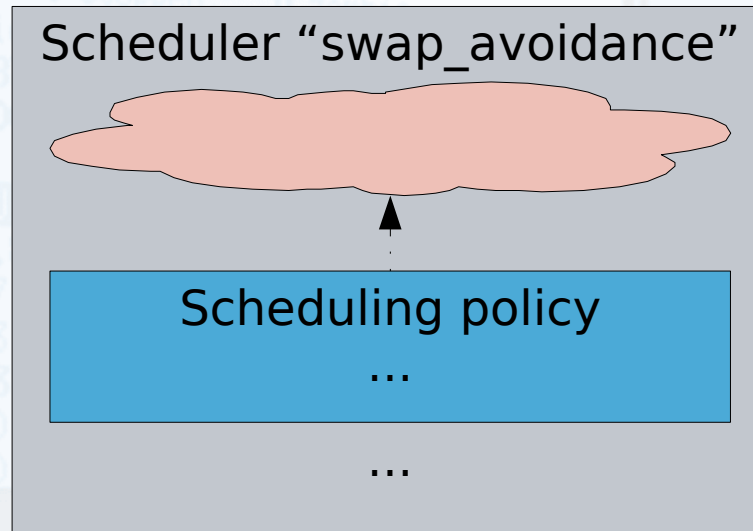 Scheduler “swap_avoidance”
Scheduling policy
...
...